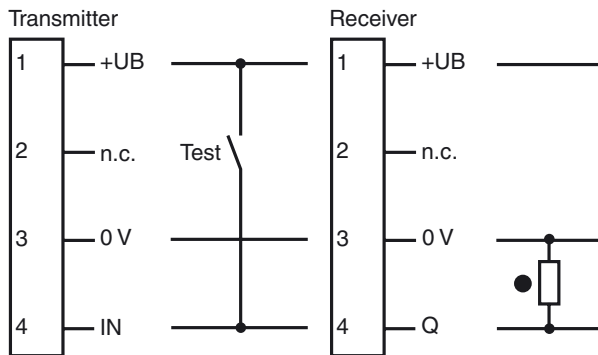 Transmitter
1 +UB
2 n.c.
Test
3 0 V
4 IN
Receiver
1 +UB
2 n.c.
3 0 V
4 Q